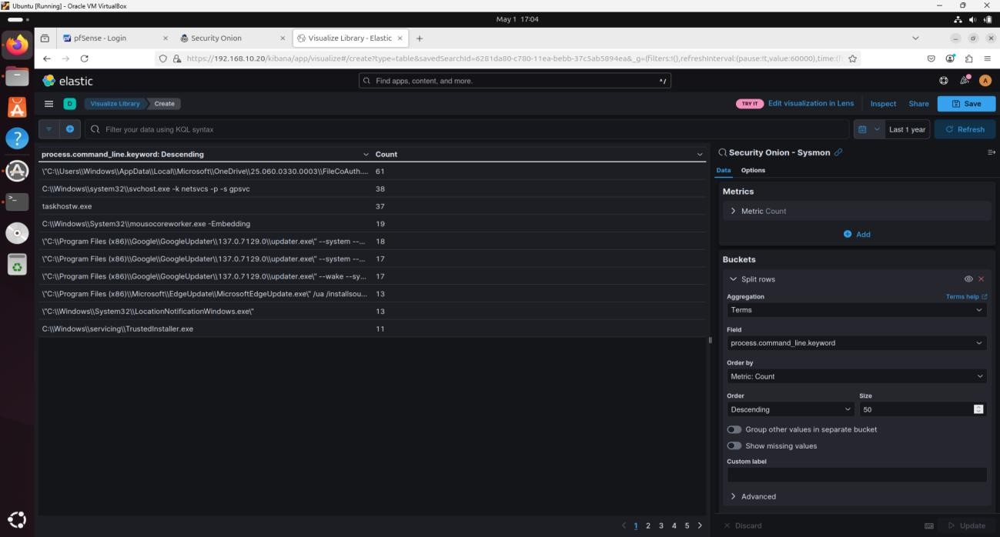 Ubuntu [Running] - Oracle VM VirtualBox
May 1 17:04
pfSense - Login
Security Onion
Visualize Library - Elastic
https://192.168.10.20/kibana/app/visualize#/create?type=table&savedSearchId=6281da80-c780-11ea-bebb-37c5ab5894ea&_g=(filters:!(),refreshInterval:(pause:!t,value:60000),time:(f
elastic
Find apps, content, and more.
^/
A
D
Visualize Library
Create
TRY IT
Edit visualization in Lens
Inspect
Share
Save
Filter your data using KQL syntax
Last 1 year
Refresh
process.command_line.keyword: Descending
Count
\"C:\\Users\\Windows\\AppData\\Local\\Microsoft\\OneDrive\\25.060.0330.0003\\FileCoAuth.... 61
C:\\Windows\\system32\\svchost.exe -k netsvcs -p -s gpsvc 38
taskhostw.exe 37
C:\\Windows\\System32\\mousocoreworker.exe -Embedding 19
\"C:\\Program Files (x86)\\Google\\GoogleUpdater\\137.0.7129.0\\updater.exe\" --system --... 18
\"C:\\Program Files (x86)\\Google\\GoogleUpdater\\137.0.7129.0\\updater.exe\" --system --... 17
\"C:\\Program Files (x86)\\Google\\GoogleUpdater\\137.0.7129.0\\updater.exe\" --wake --sy... 17
\"C:\\Program Files (x86)\\Microsoft\\EdgeUpdate\\MicrosoftEdgeUpdate.exe\" /ua /installsou... 13
\"C:\\Windows\\System32\\LocationNotificationWindows.exe\" 13
C:\\Windows\\servicing\\TrustedInstaller.exe 11
1 2 3 4 5
Security Onion - Sysmon
Data
Options
Metrics
Metric Count
Add
Buckets
Split rows
Aggregation
Terms help
Terms
Field
process.command_line.keyword
Order by
Metric: Count
Order
Size
Descending
50
Group other values in separate bucket
Show missing values
Custom label
Advanced
Discard
Update